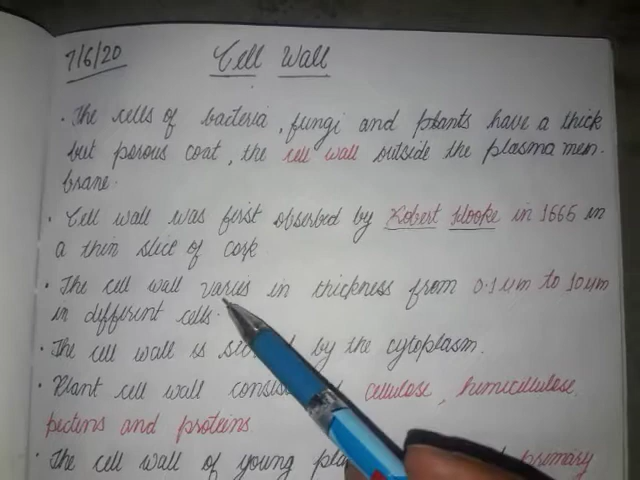 7/6/20
Cell Wall
• The cells of bacteria, fungi and plants have a thick
but porous coat, the cell wall outside the plasma mem-
brane.
• Cell wall was first observed by Robert Hooke in 1665 in
a thin slice of cork
• The cell wall varies in thickness from 0.1 um to 10 um
in different cells.
• The cell wall is by the cytoplasm.
• Plant cell wall cellulose, hemicellulose,
pectins and proteins
• The cell wall of young primary